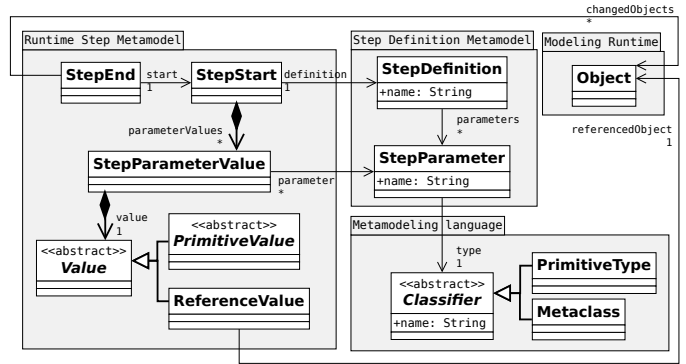 changedObjects
*
Runtime Step Metamodel
Step Definition Metamodel
Modeling Runtime
StepEnd
start
1
StepStart
definition
1
StepDefinition
+name: String
Object
parameterValues
*
parameters
*
referencedObject
1
StepParameterValue
parameter
*
StepParameter
+name: String
value
1
<<abstract>>
PrimitiveValue
Metamodeling language
<<abstract>>
Value
type
1
PrimitiveType
<<abstract>>
Classifier
+name: String
ReferenceValue
Metaclass